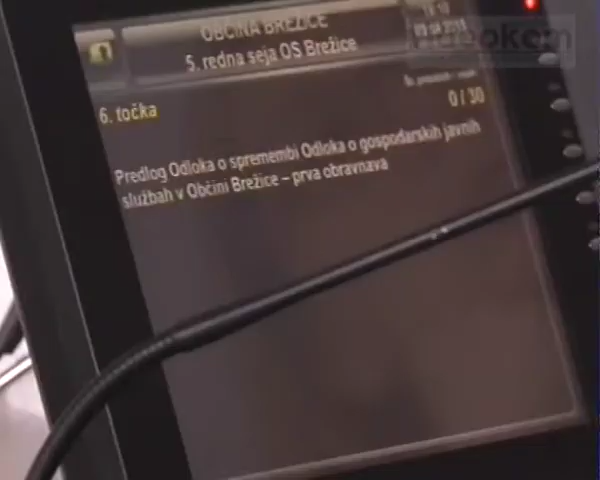 OBČINA BREŽICE
5. redna seja OS Brežice
6. točka
0 / 30
Predlog Odloka o spremembi Odloka o gospodarskih javnih
službah v Občini Brežice – prva obravnava